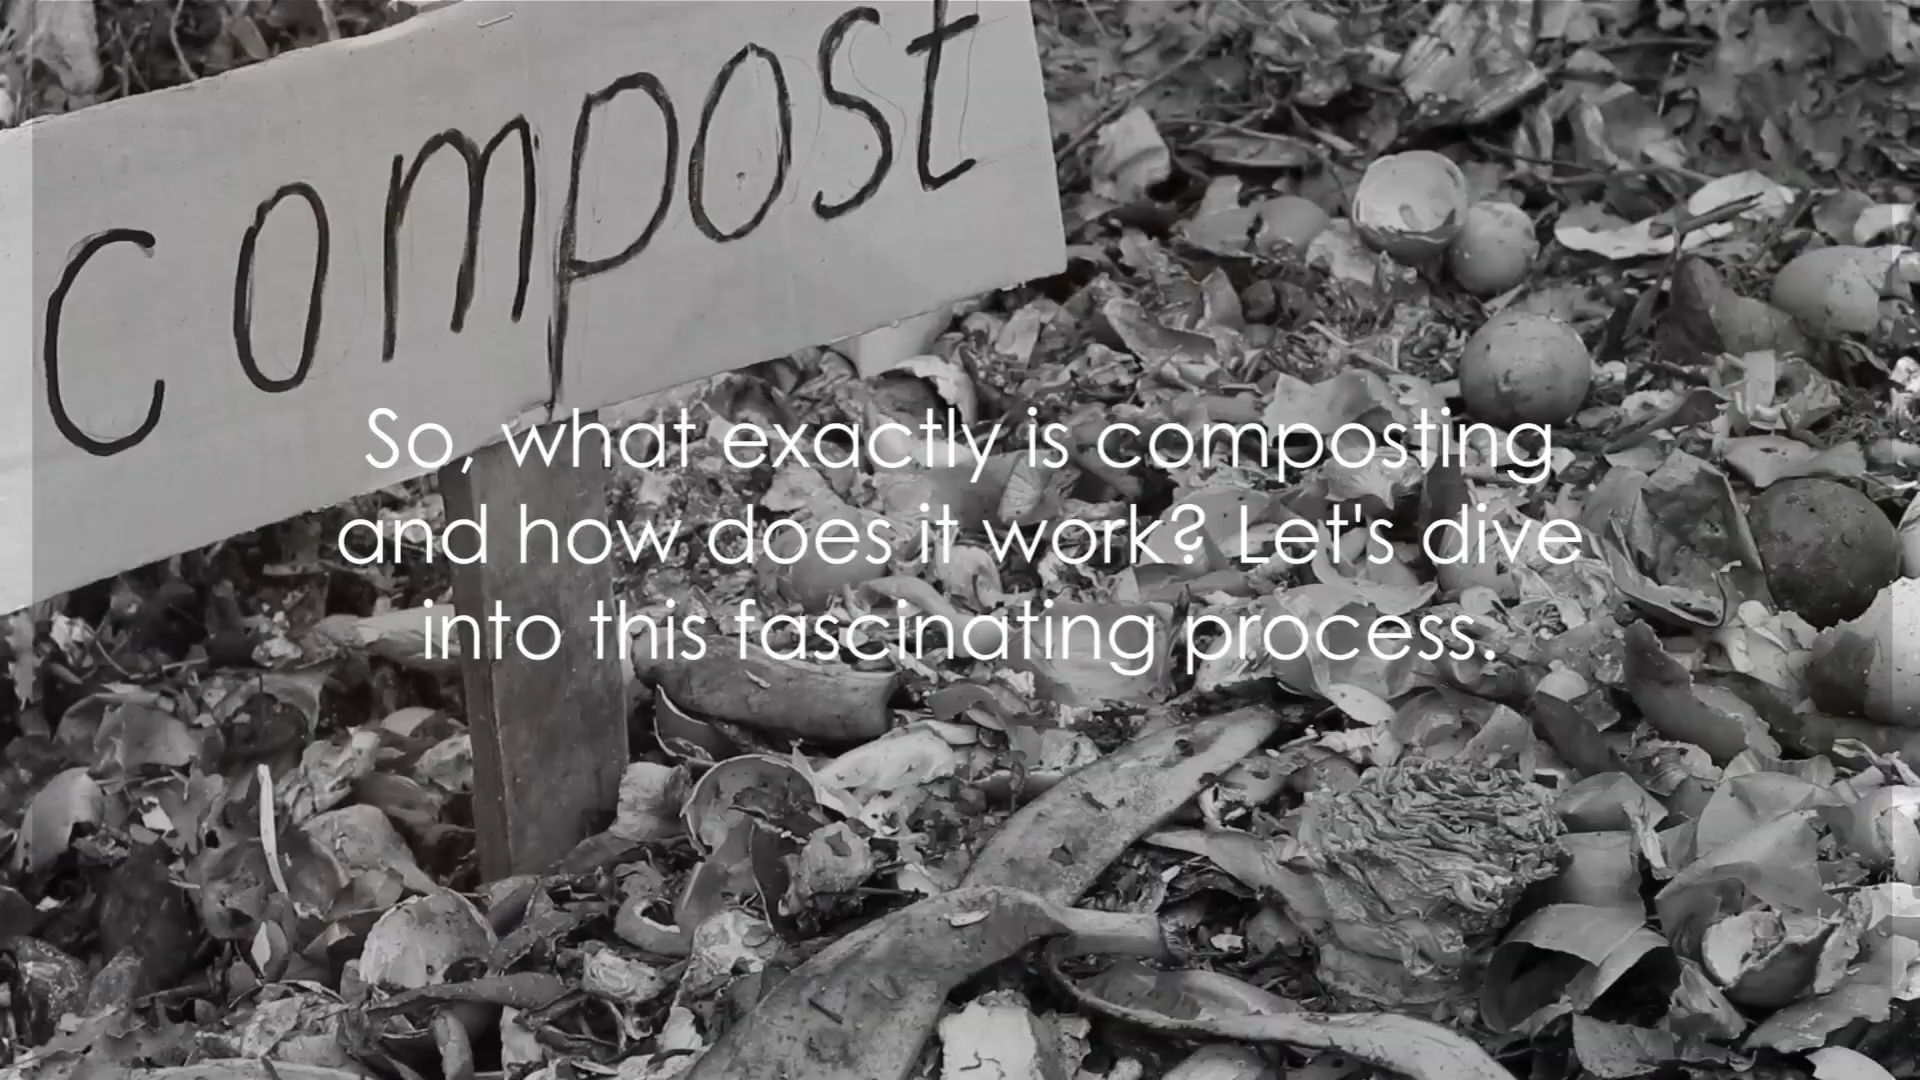 compost
So, what exactly is composting
and how does it work? Let's dive
into this fascinating process.